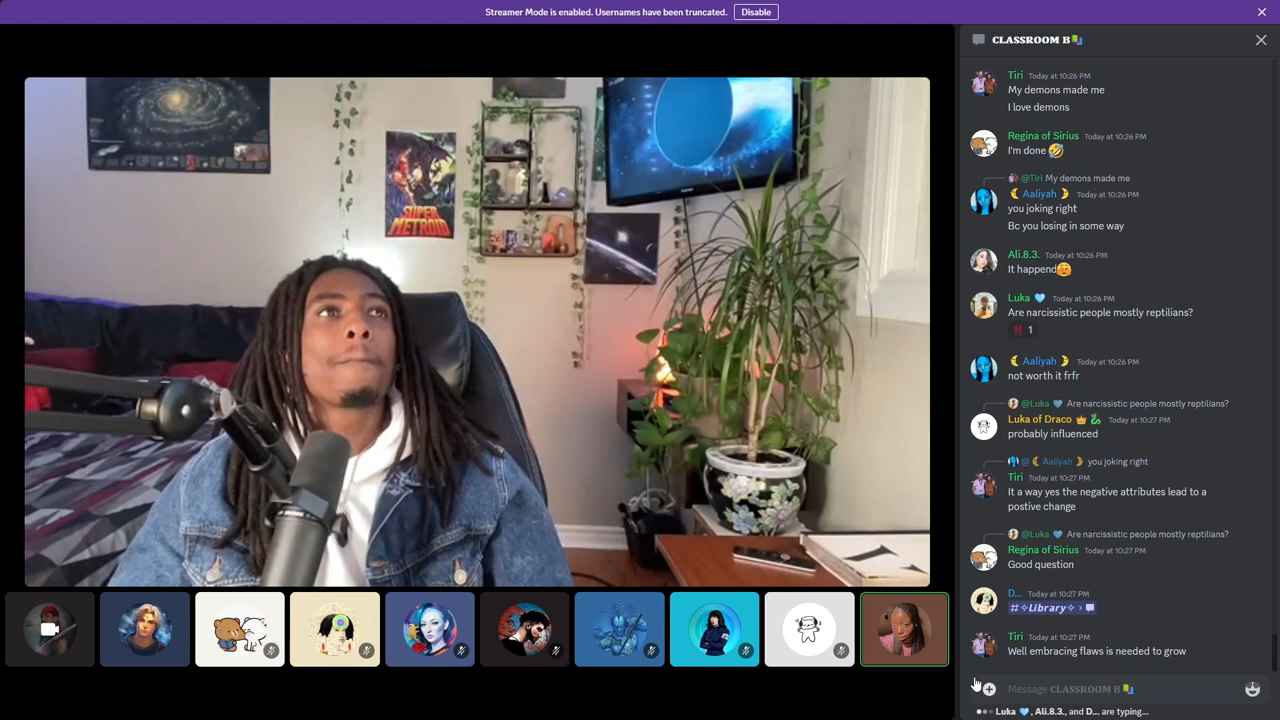 Streamer Mode is enabled. Usernames have been truncated. Disable
CLASSROOM B
Tiri Today at 10:26 PM
My demons made me
I love demons
Regina of Sirius Today at 10:26 PM
I'm done 🤣
@Tiri My demons made me
🌙 Aaliyah 🌛 Today at 10:26 PM
you joking right
Bc you losing in some way
Ali.8.3. Today at 10:26 PM
It happend
Luka 🩵 Today at 10:26 PM
Are narcissistic people mostly reptilians?
‼️ 1
Aaliyah Today at 10:26 PM
not worth it frfr
@Luka 🩵 Are narcissistic people mostly reptilians?
Luka of Draco 👑 🐉 Today at 10:27 PM
probably influenced
@ Aaliyah you joking right
Tiri Today at 10:27 PM
It a way yes the negative attributes lead to a
postive change
@Luka 🩵 Are narcissistic people mostly reptilians?
Regina of Sirius Today at 10:27 PM
Good question
D... Today at 10:27 PM
#✧Library✧ ›
Tiri Today at 10:27 PM
Well embracing flaws is needed to grow
Message CLASSROOM B
Luka 🩵, Ali.8.3., and D... are typing...
SUPER
METROID